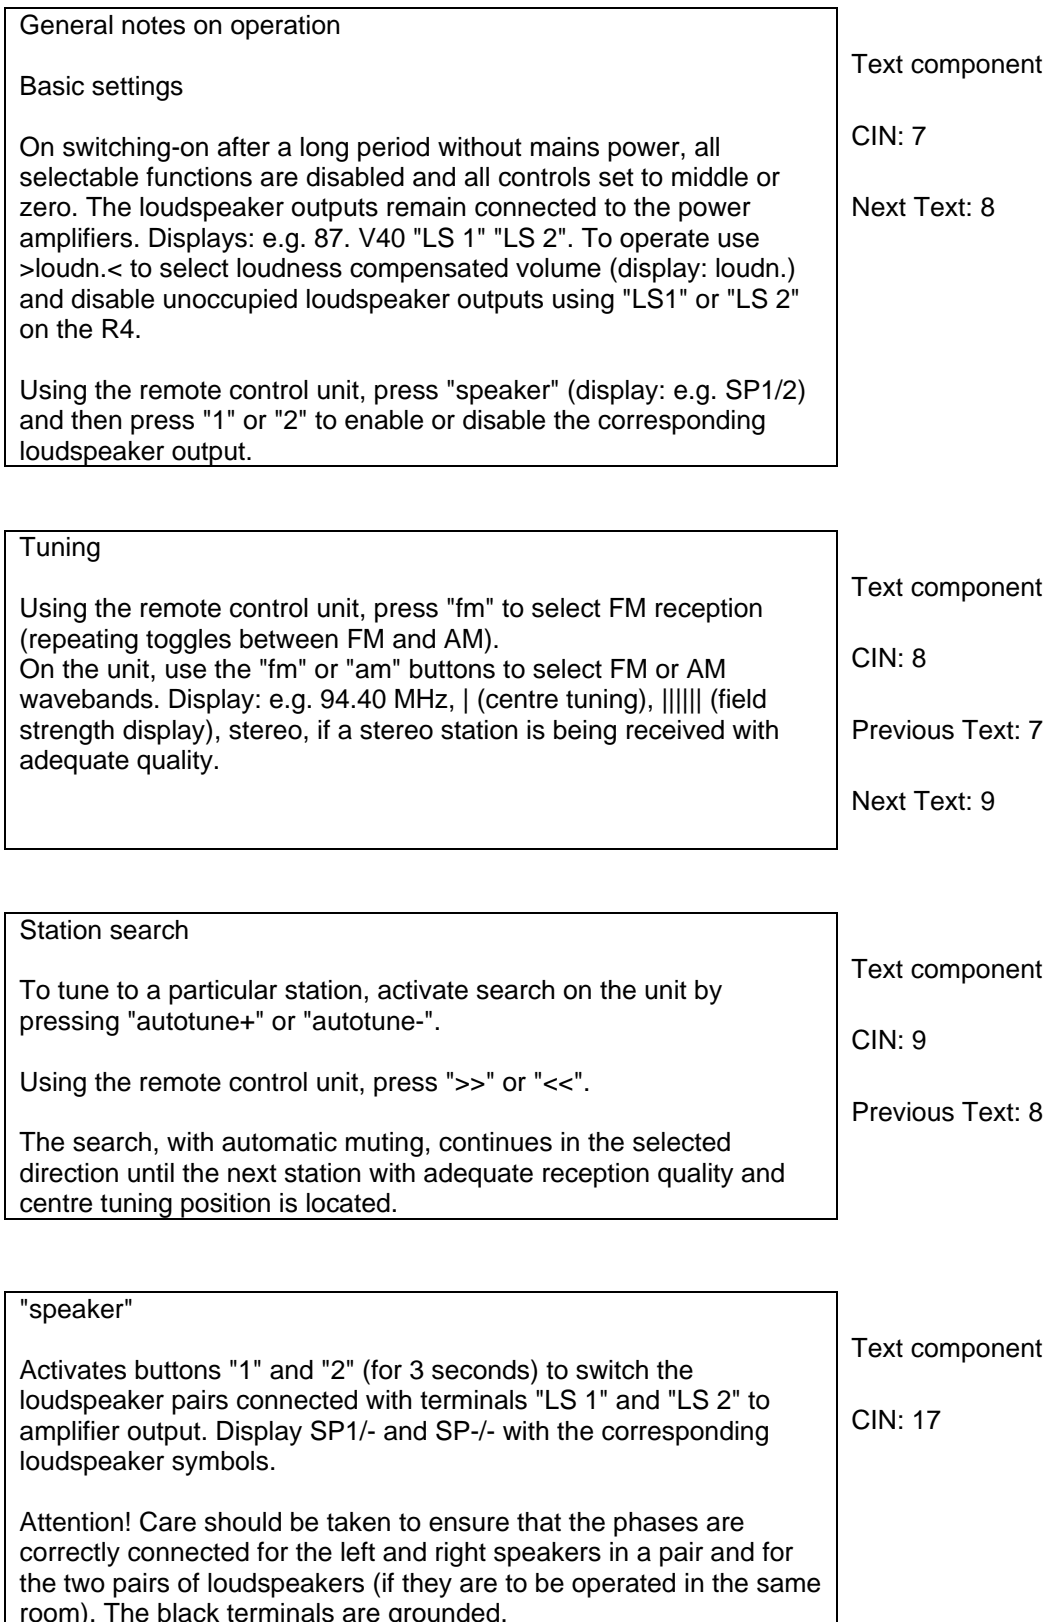 General notes on operation
Basic settings
On switching-on after a long period without mains power, all
selectable functions are disabled and all controls set to middle or
zero. The loudspeaker outputs remain connected to the power
amplifiers. Displays: e.g. 87. V40 "LS 1" "LS 2". To operate use
>loudn.< to select loudness compensated volume (display: loudn.)
and disable unoccupied loudspeaker outputs using "LS1" or "LS 2"
on the R4.
Using the remote control unit, press "speaker" (display: e.g. SP1/2)
and then press "1" or "2" to enable or disable the corresponding
loudspeaker output.
Text component
CIN: 7
Next Text: 8
Tuning
Using the remote control unit, press "fm" to select FM reception
(repeating toggles between FM and AM).
On the unit, use the "fm" or "am" buttons to select FM or AM
wavebands. Display: e.g. 94.40 MHz, | (centre tuning), |||||| (field
strength display), stereo, if a stereo station is being received with
adequate quality.
Text component
CIN: 8
Previous Text: 7
Next Text: 9
Station search
To tune to a particular station, activate search on the unit by
pressing "autotune+" or "autotune-".
Using the remote control unit, press ">>" or "<<".
The search, with automatic muting, continues in the selected
direction until the next station with adequate reception quality and
centre tuning position is located.
Text component
CIN: 9
Previous Text: 8
"speaker"
Activates buttons "1" and "2" (for 3 seconds) to switch the
loudspeaker pairs connected with terminals "LS 1" and "LS 2" to
amplifier output. Display SP1/- and SP-/- with the corresponding
loudspeaker symbols.
Attention! Care should be taken to ensure that the phases are
correctly connected for the left and right speakers in a pair and for
the two pairs of loudspeakers (if they are to be operated in the same
room). The black terminals are grounded.
Text component
CIN: 17